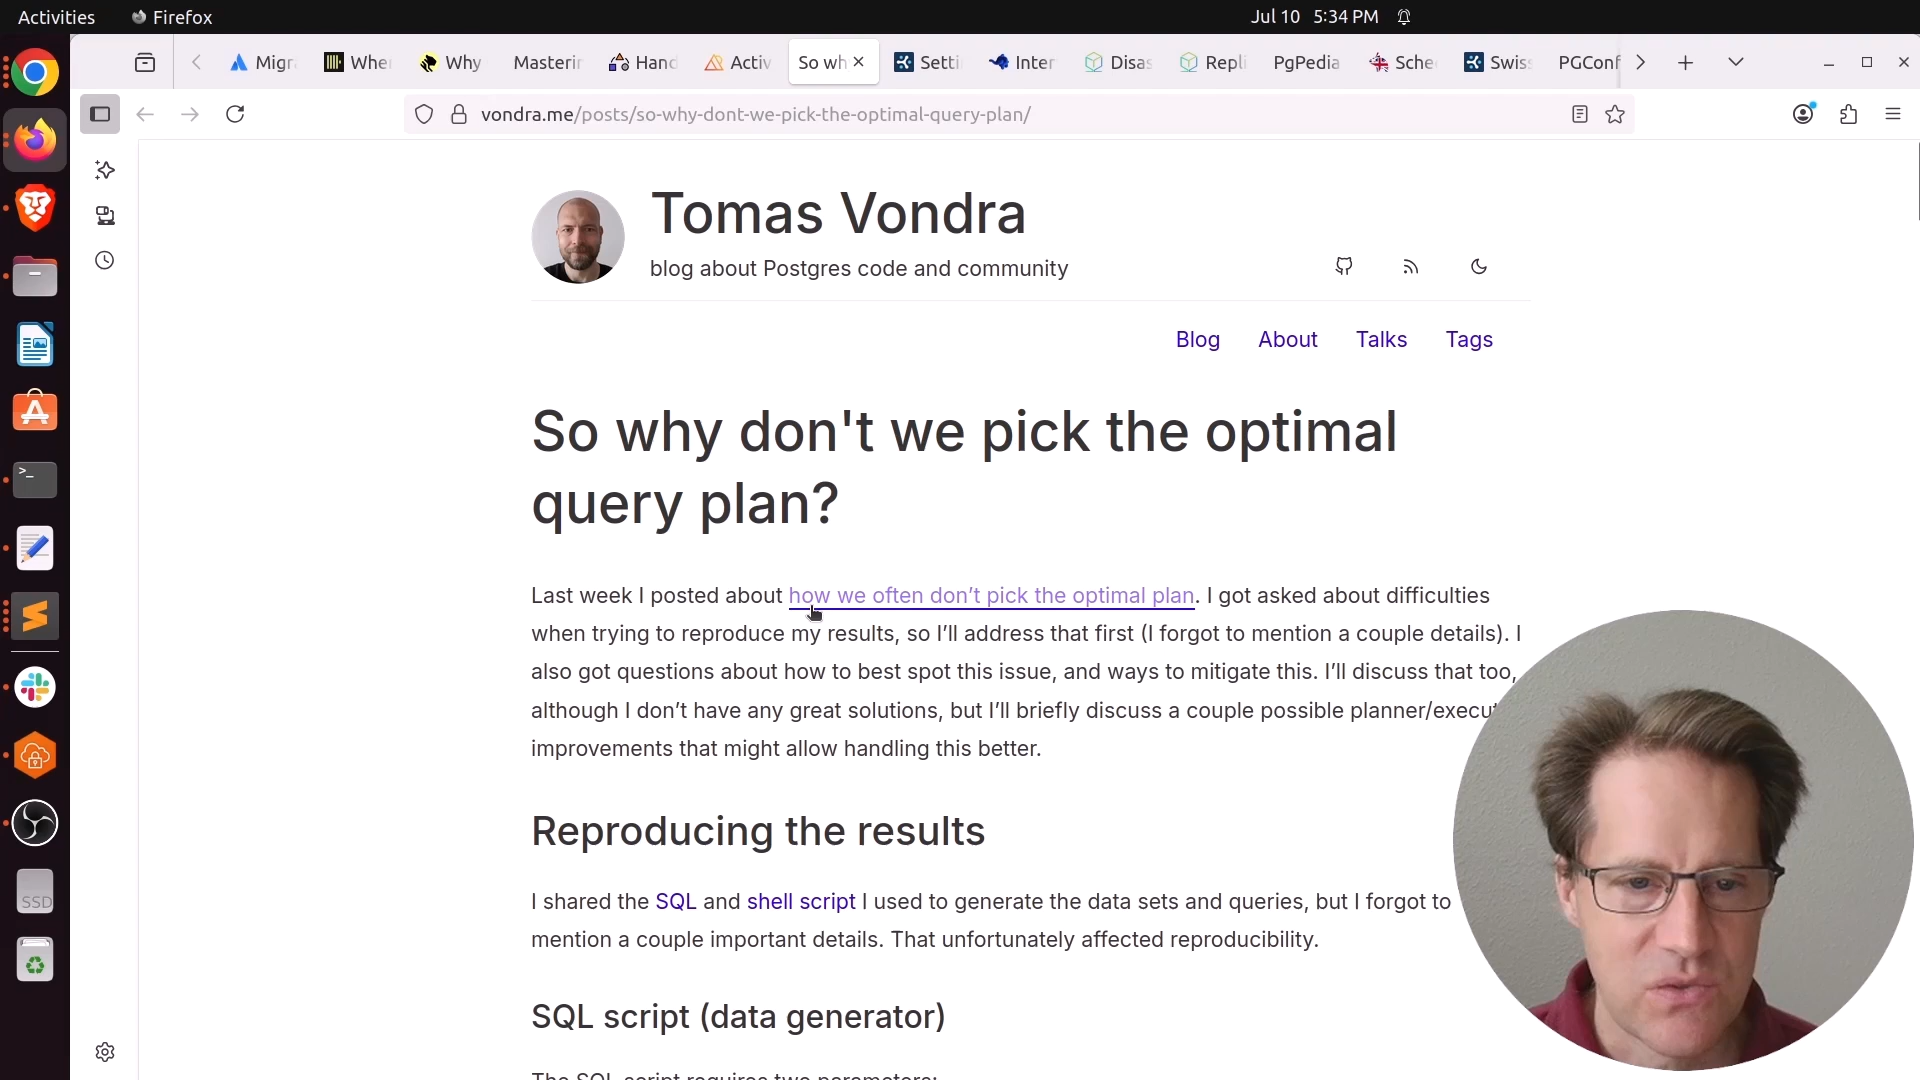 Activities
Firefox
Jul 10 5:34 PM
Migr
Whe
Why
Masterin
Hand
Activ
So wh
Setti
Inter
Disas
Repli
PgPedia
Sche
Swiss
PGConf
vondra.me/posts/so-why-dont-we-pick-the-optimal-query-plan/
Tomas Vondra
blog about Postgres code and community
Blog About Talks Tags
So why don't we pick the optimal
query plan?
Last week I posted about how we often don’t pick the optimal plan. I got asked about difficulties
when trying to reproduce my results, so I’ll address that first (I forgot to mention a couple details). I
also got questions about how to best spot this issue, and ways to mitigate this. I’ll discuss that too,
although I don’t have any great solutions, but I’ll briefly discuss a couple possible planner/execut
improvements that might allow handling this better.
Reproducing the results
I shared the SQL and shell script I used to generate the data sets and queries, but I forgot to
mention a couple important details. That unfortunately affected reproducibility.
SQL script (data generator)
The SQL script requires two parameters:
SSD